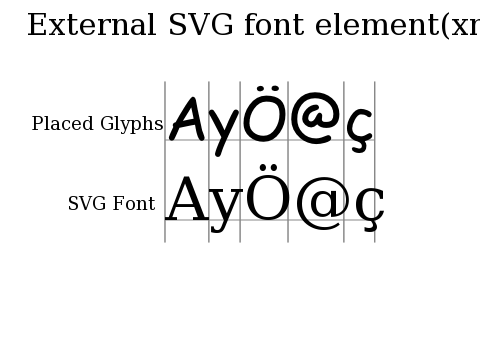 External SVG font element(xr
Placed Glyphs AyÖ@ç
SVG Font AyÖ@ç